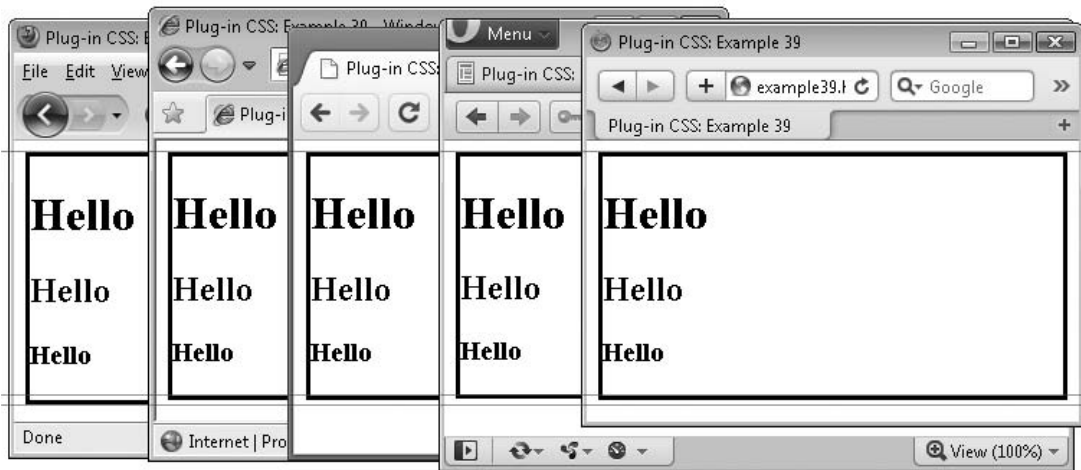 Plug-in CSS: E
File Edit View
Hello
Hello
Hello
Done
Plug-in CSS: Example 39 - Window
Plug-i
Hello
Hello
Hello
Internet | Pro
Plug-in CSS:
Hello
Hello
Hello
Menu
Plug-in CSS:
Hello
Hello
Hello
View (100%)
Plug-in CSS: Example 39
example39.h
Google
Plug-in CSS: Example 39
Hello
Hello
Hello